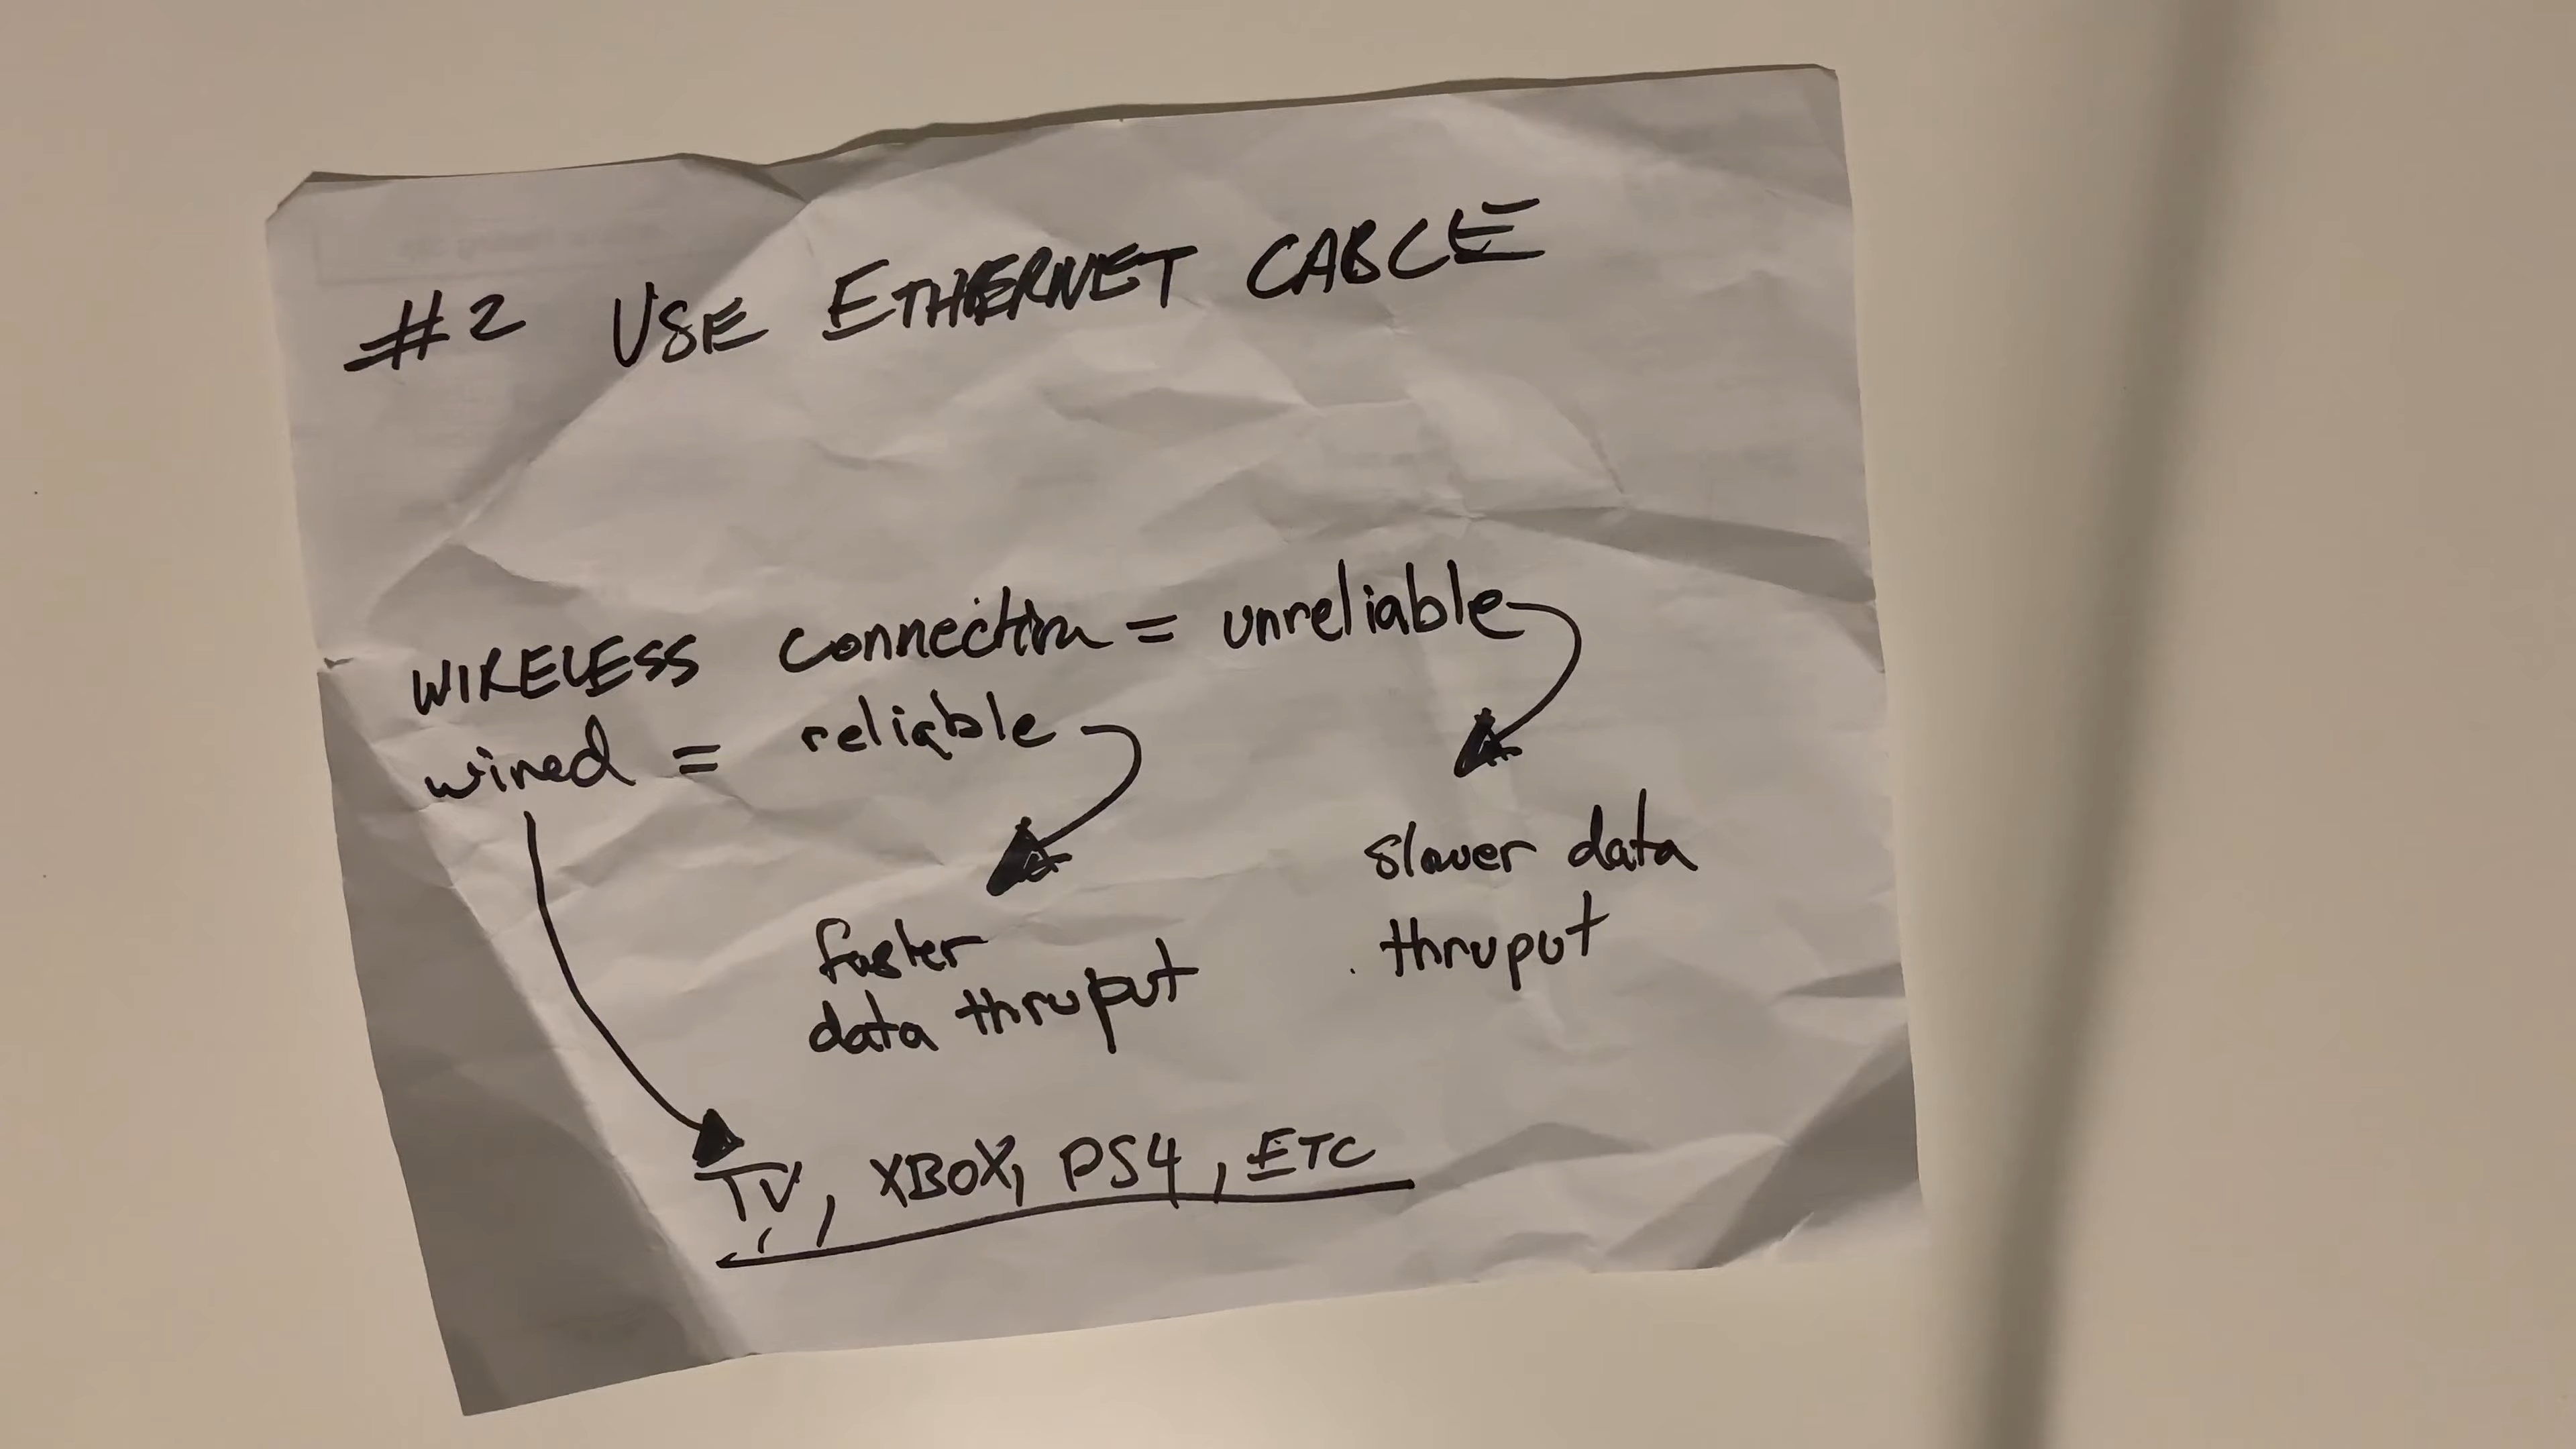 #2 USE ETHERNET CABLE
WIRELESS connection = unreliable
wired = reliable
slower data
thruput
faster
data thruput
TV, XBOX, PS4, ETC